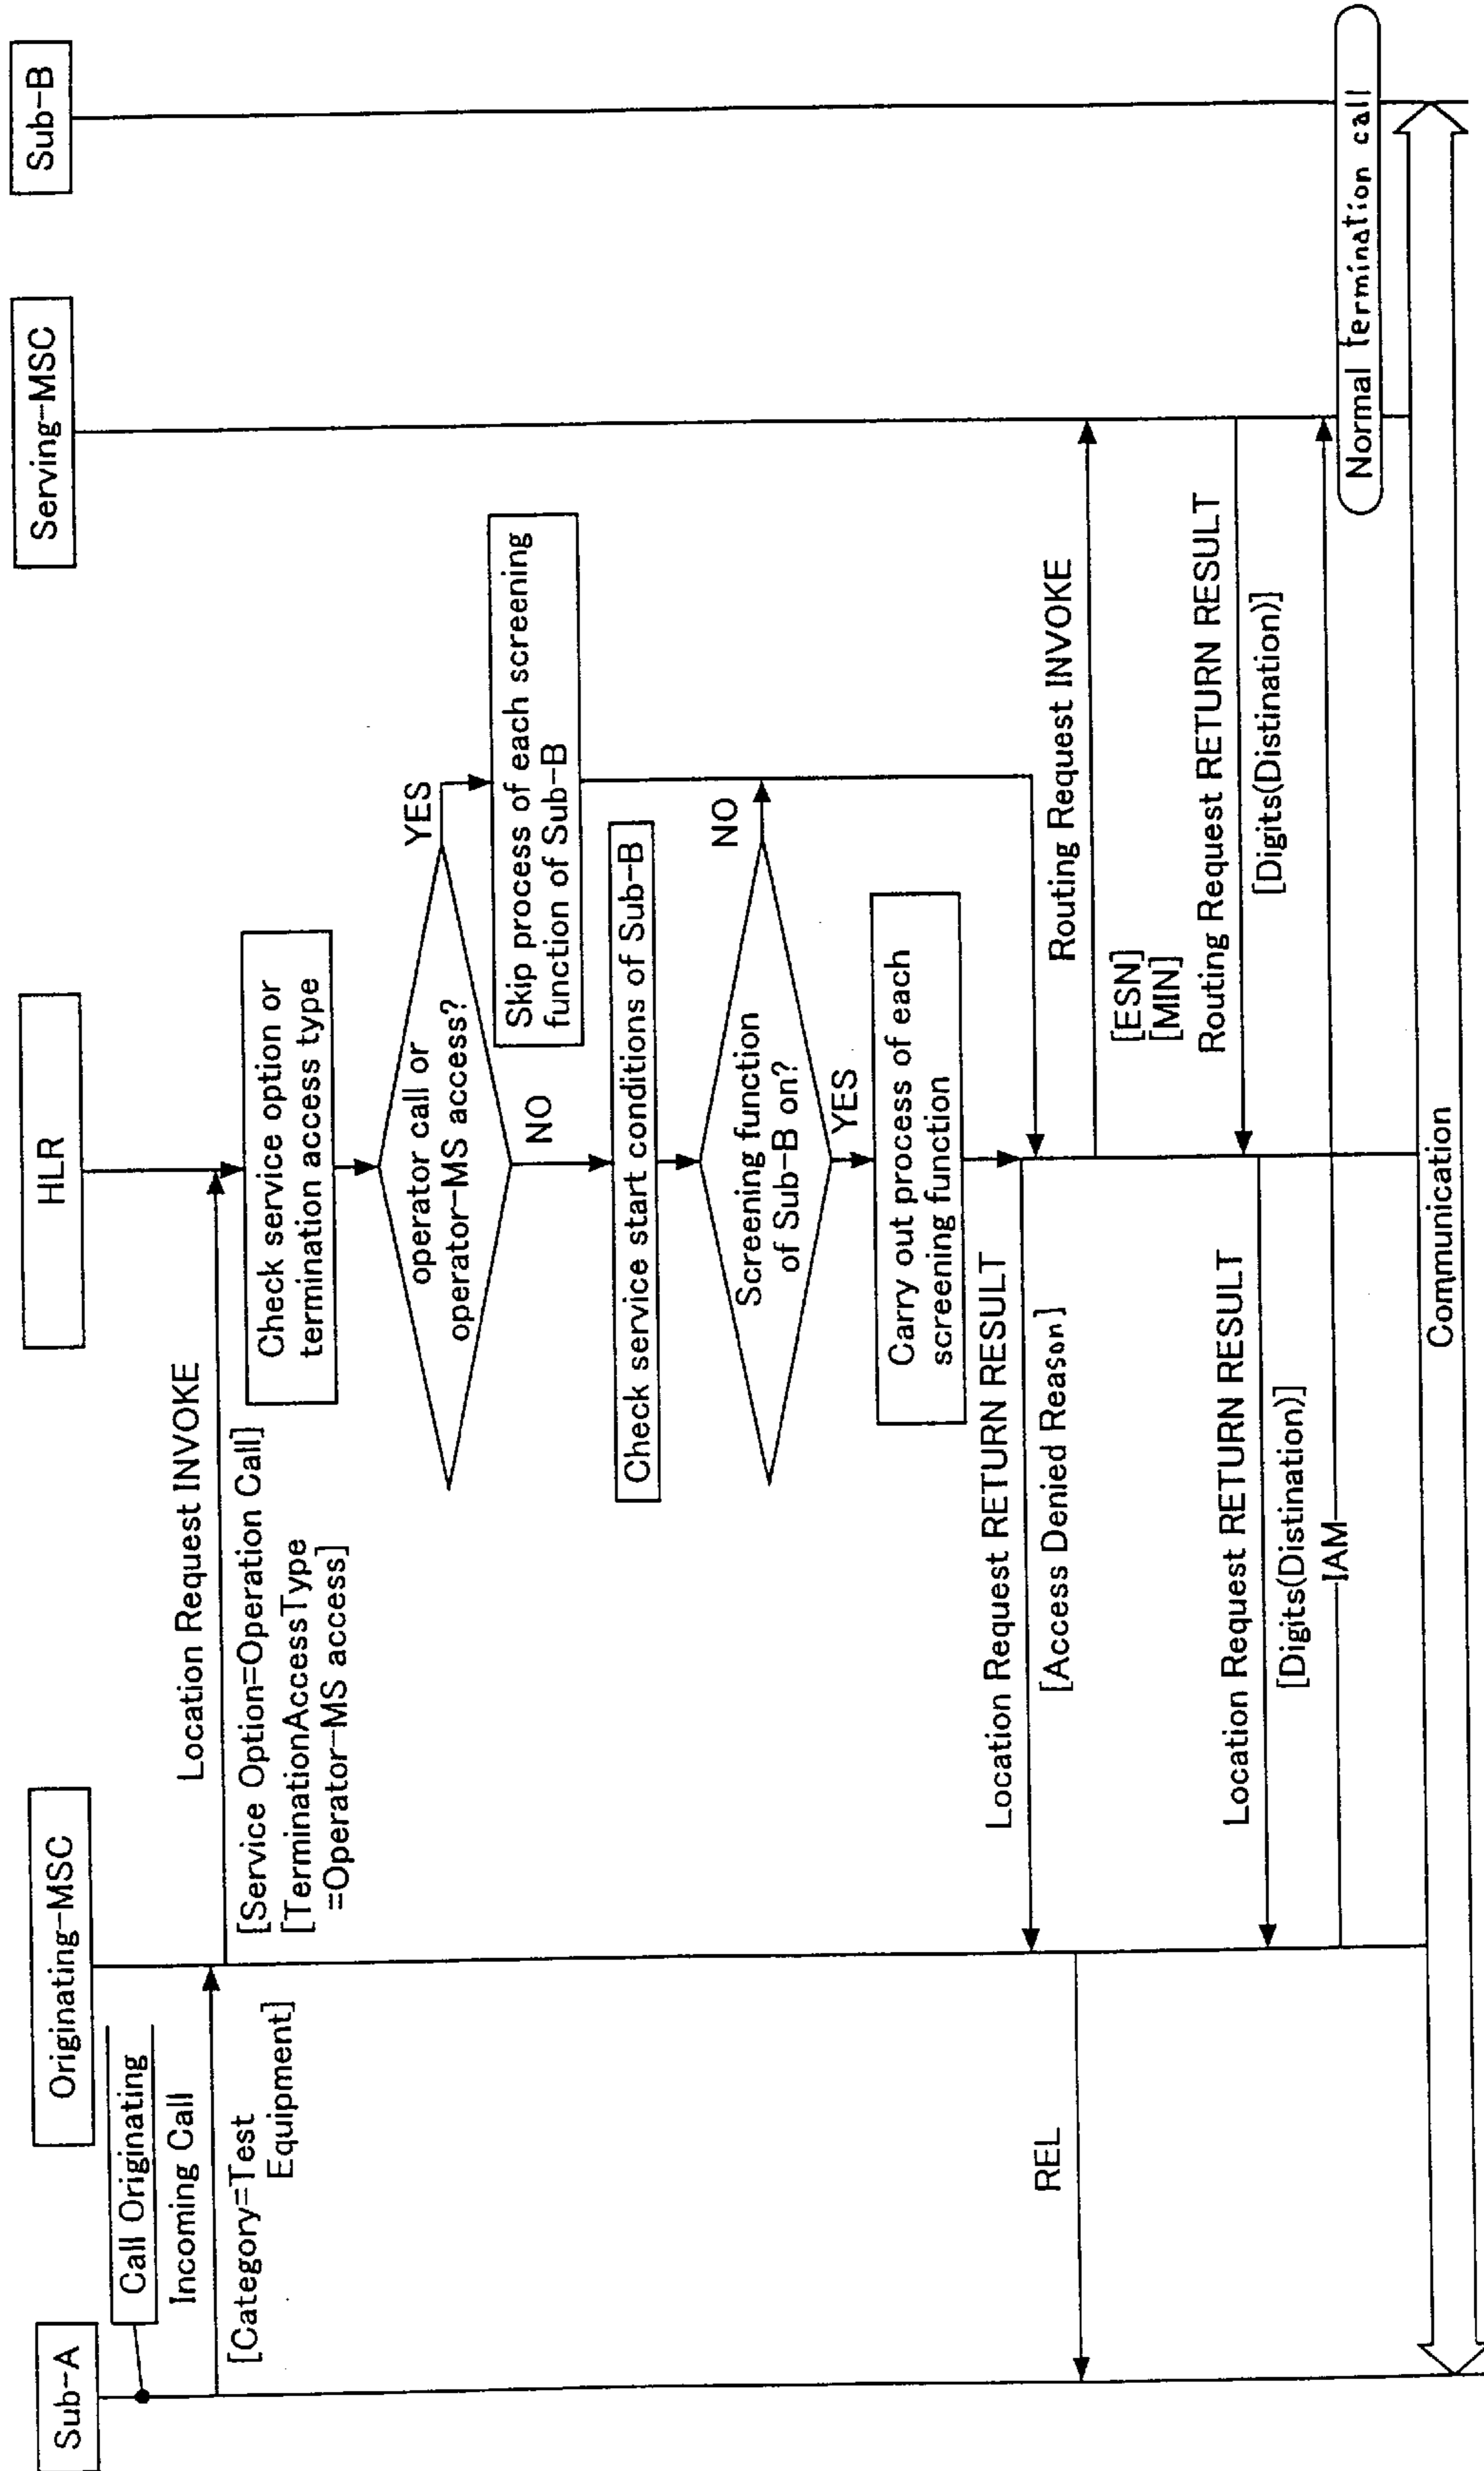 Sub-A
Originating-MSC
HLR
Serving-MSC
Sub-B
Call Originating
Incoming Call
[Category=Test
Equipment]
Location Request INVOKE
[Service Option=Operation Call]
[TerminationAccessType
=Operator-MS access]
Check service option or
termination access type
operator call or
operator-MS access?
YES
NO
Skip process of each screening
function of Sub-B
Check service start conditions of Sub-B
Screening function
of Sub-B on?
NO
YES
Carry out process of each
screening function
Location Request RETURN RESULT
[Access Denied Reason]
REL
Routing Request INVOKE
[ESN]
[MIN]
Routing Request RETURN RESULT
[Digits(Distination)]
Location Request RETURN RESULT
[Digits(Distination)]
IAM
Normal Termination call
Communication